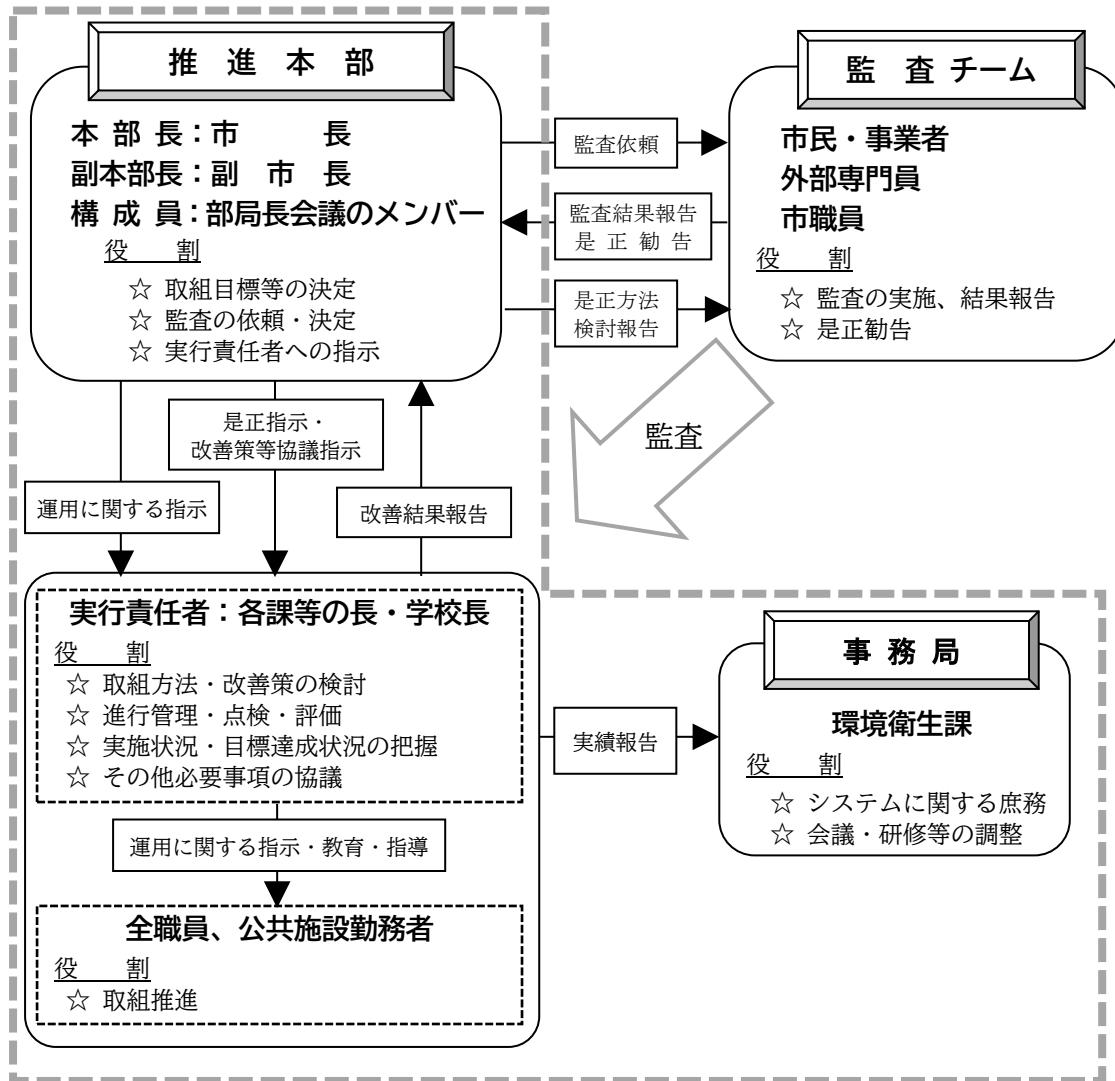 推 進 本 部
本 部 長：市　　　長
副本部長：副　市　長
構 成 員：部局長会議のメンバー
役　　割
☆ 取組目標等の決定
☆ 監査の依頼・決定
☆ 実行責任者への指示
監査依頼
監査結果報告
是 正 勧 告
是正方法
検討報告
監　査 チーム
市民・事業者
外部専門員
市職員
役　　割
☆ 監査の実施、結果報告
☆ 是正勧告
監査
運用に関する指示
是正指示・
改善策等協議指示
改善結果報告
実行責任者：各課等の長・学校長
役　　割
☆ 取組方法・改善策の検討
☆ 進行管理・点検・評価
☆ 実施状況・目標達成状況の把握
☆ その他必要事項の協議
運用に関する指示・教育・指導
全職員、公共施設勤務者
役　　割
☆ 取組推進
実績報告
事 務 局
環境衛生課
役　　割
☆ システムに関する庶務
☆ 会議・研修等の調整